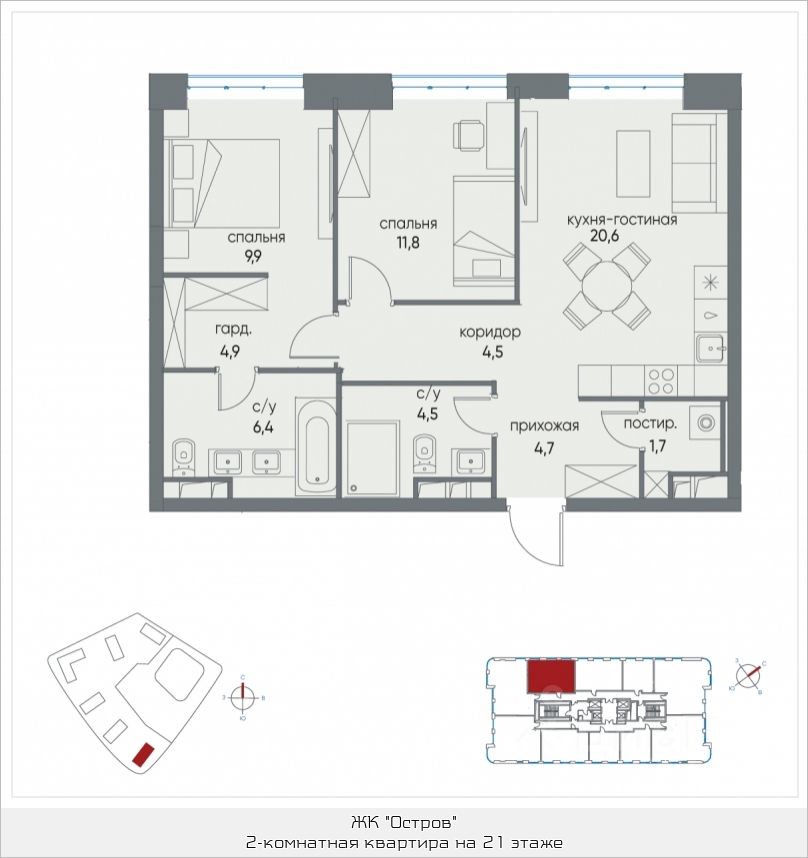 спальня
9,9
спальня
11,8
кухня-гостиная
20,6
гард.
4,9
коридор
4,5
с/у
6,4
с/у
4,5
прихожая
4,7
постир.
1,7
С
З
В
Ю
З
С
Ю
В
ЖК "Остров"
2-комнатная квартира на 21 этаже